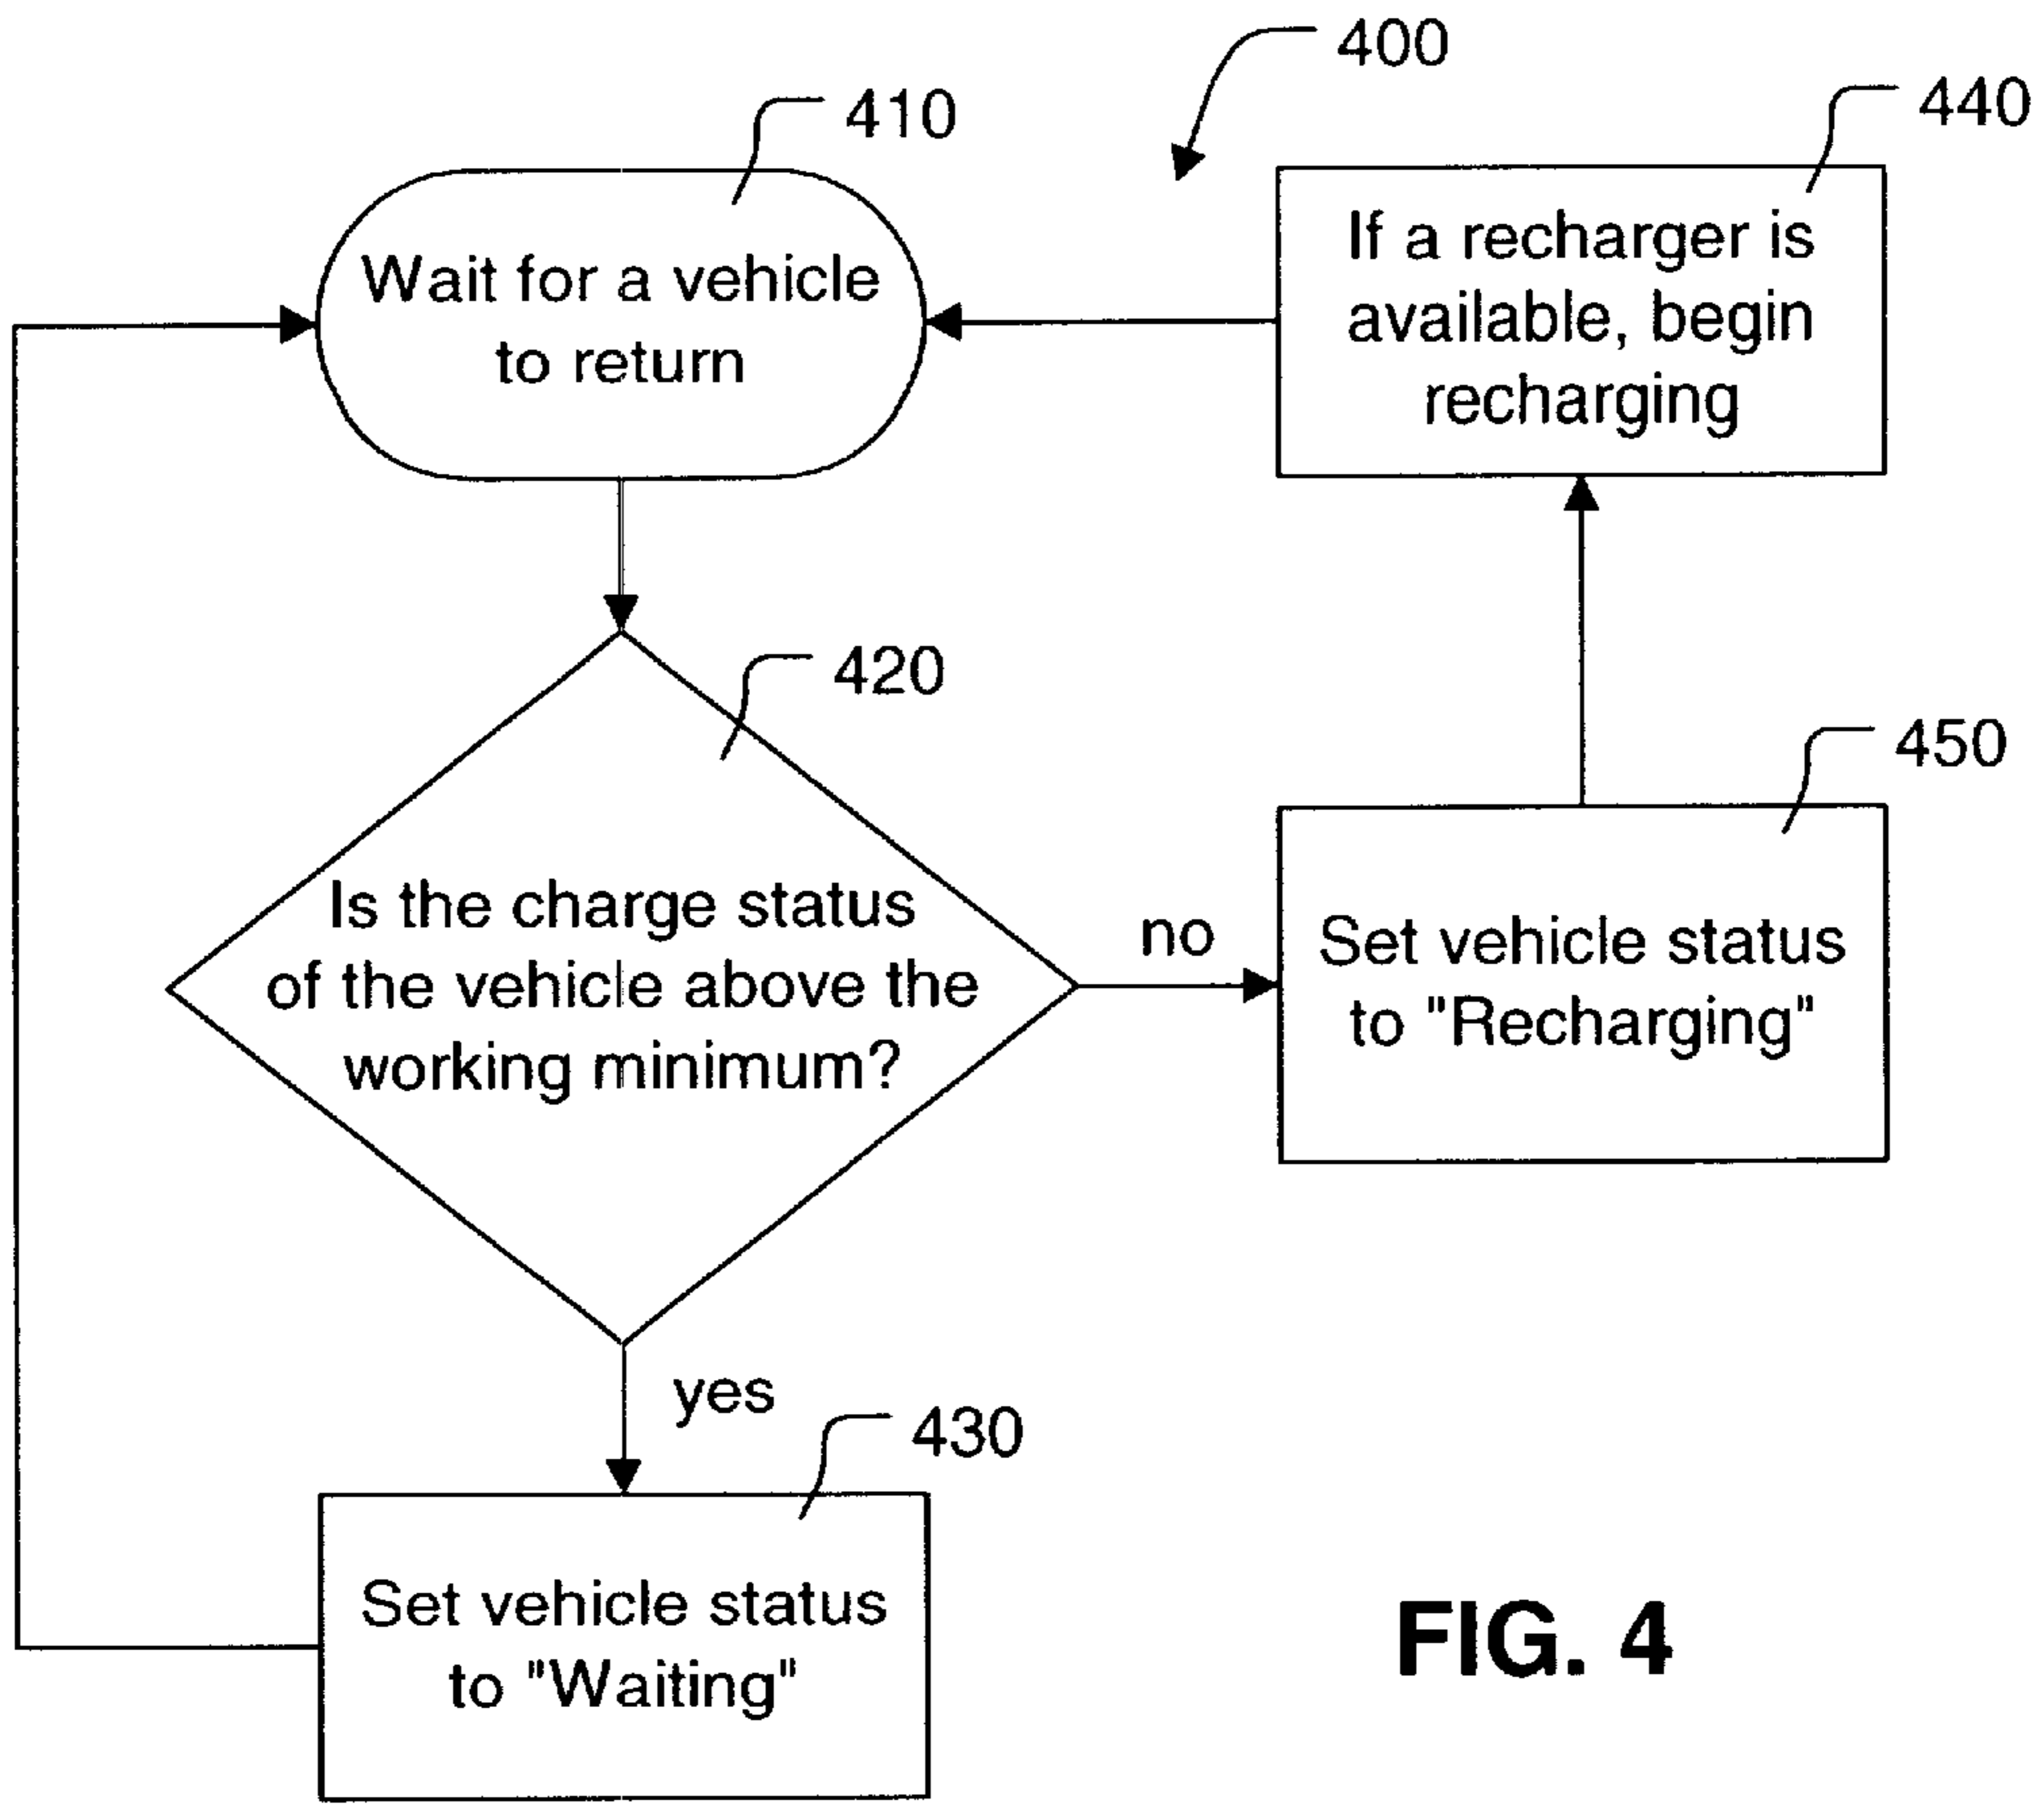 400
410
440
Wait for a vehicle
to return
If a recharger is
available, begin
recharging
420
450
Is the charge status
of the vehicle above the
working minimum?
no
Set vehicle status
to "Recharging"
yes
430
Set vehicle status
to "Waiting"
FIG. 4